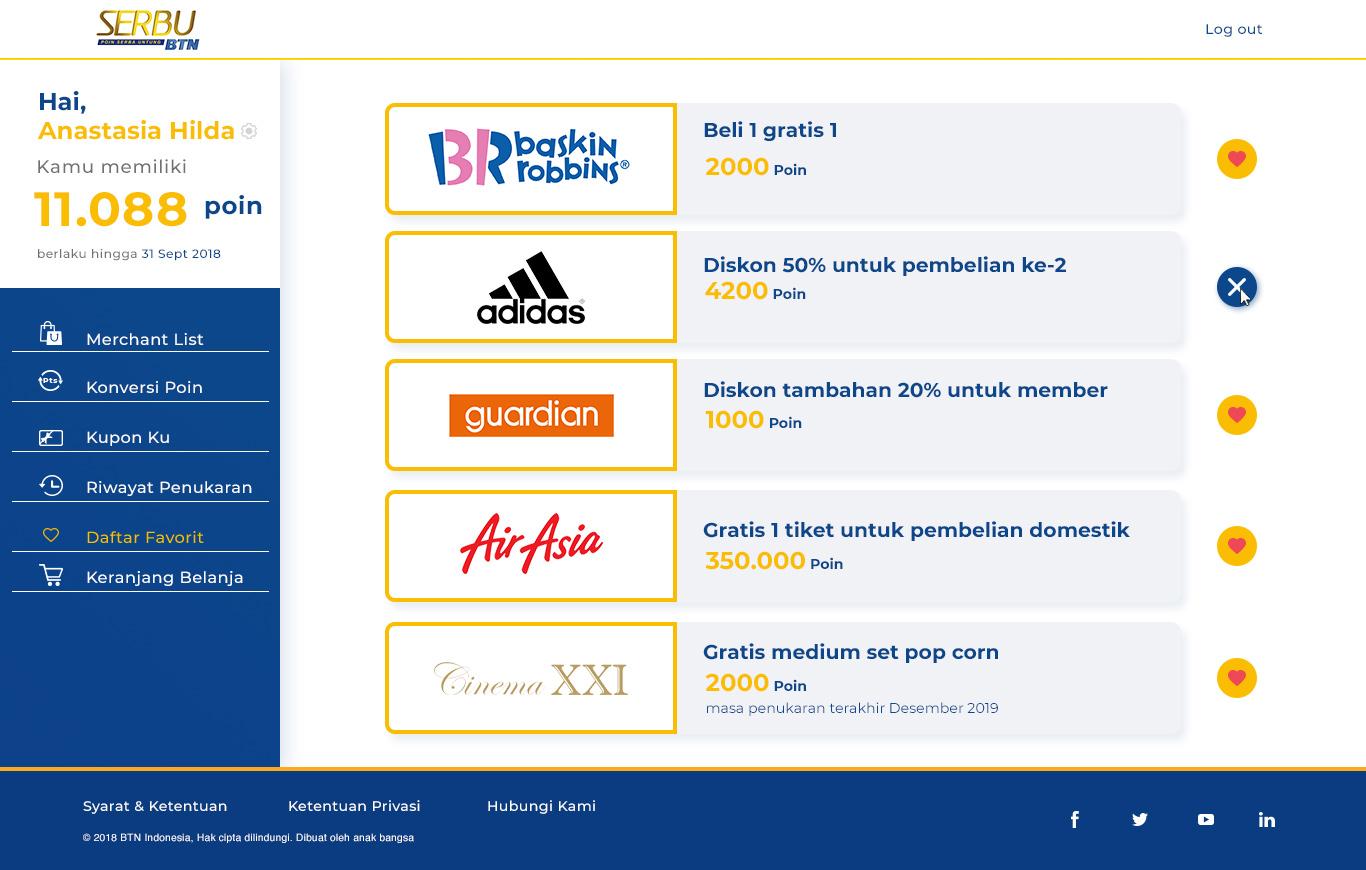 SERBU
POIN SERBA UNTUNG
BTN
Log out
Hai,
Anastasia Hilda
Kamu memiliki
11.088 poin
berlaku hingga 31 Sept 2018
Merchant List
Pts
Konversi Poin
Kupon Ku
Riwayat Penukaran
Daftar Favorit
Keranjang Belanja
BR baskin robbins®
Beli 1 gratis 1
2000 Poin
adidas®
Diskon 50% untuk pembelian ke-2
4200 Poin
guardian
Diskon tambahan 20% untuk member
1000 Poin
AirAsia
Gratis 1 tiket untuk pembelian domestik
350.000 Poin
Cinema XXI
Gratis medium set pop corn
2000 Poin
masa penukaran terakhir Desember 2019
Syarat & Ketentuan
Ketentuan Privasi
Hubungi Kami
© 2018 BTN Indonesia, Hak cipta dilindungi. Dibuat oleh anak bangsa